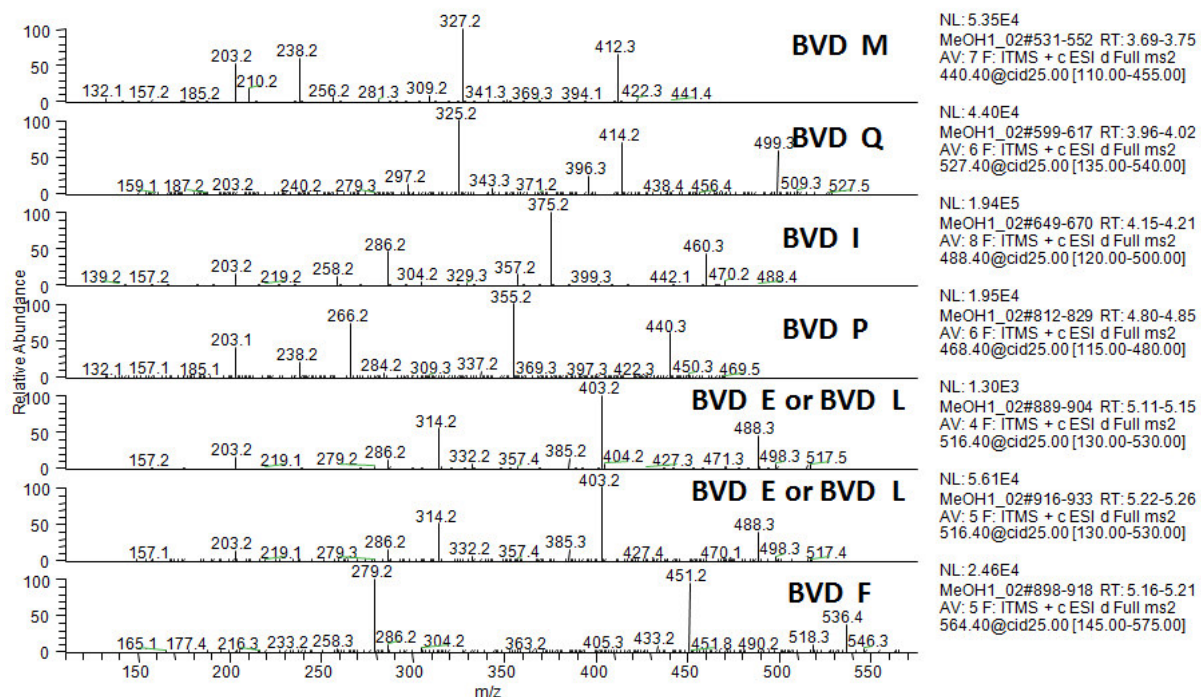 Relative Abundance
100
50
0
132.1 157.2 185.2 203.2 210.2 238.2 256.2 281.3 309.2 327.2 341.3 369.3 394.1 412.3 422.3 441.4
BVD M
NL: 5.35E4
MeOH1_02#531-552 RT: 3.69-3.75
AV: 7 F: ITMS + c ESI d Full ms2
440.40@cid25.00 [110.00-455.00]
100
50
0
159.1 187.2 203.2 240.2 279.3 297.2 325.2 343.3 371.2 396.3 414.2 438.4 456.4 499.3 509.3 527.5
BVD Q
NL: 4.40E4
MeOH1_02#599-617 RT: 3.96-4.02
AV: 6 F: ITMS + c ESI d Full ms2
527.40@cid25.00 [135.00-540.00]
100
50
0
139.2 157.2 203.2 219.2 258.2 286.2 304.2 329.3 357.2 375.2 399.3 442.1 460.3 470.2 488.4
BVD I
NL: 1.94E5
MeOH1_02#649-670 RT: 4.15-4.21
AV: 8 F: ITMS + c ESI d Full ms2
488.40@cid25.00 [120.00-500.00]
100
50
0
132.1 157.1 185.1 203.1 238.2 266.2 284.2 309.3 337.2 355.2 369.3 397.3 422.3 440.3 450.3 469.5
BVD P
NL: 1.95E4
MeOH1_02#812-829 RT: 4.80-4.85
AV: 6 F: ITMS + c ESI d Full ms2
468.40@cid25.00 [115.00-480.00]
100
50
0
157.2 203.2 219.1 279.2 286.2 314.2 332.2 357.4 385.2 403.2 404.2 427.3 471.3 488.3 498.3 517.5
BVD E or BVD L
NL: 1.30E3
MeOH1_02#889-904 RT: 5.11-5.15
AV: 4 F: ITMS + c ESI d Full ms2
516.40@cid25.00 [130.00-530.00]
100
50
0
157.1 203.2 219.1 279.3 286.2 314.2 332.2 357.4 385.3 403.2 427.4 470.1 488.3 498.3 517.4
BVD E or BVD L
NL: 5.61E4
MeOH1_02#916-933 RT: 5.22-5.26
AV: 5 F: ITMS + c ESI d Full ms2
516.40@cid25.00 [130.00-530.00]
100
50
0
165.1 177.4 216.3 233.2 258.3 279.2 286.2 304.2 363.2 405.3 433.2 451.2 451.8 490.2 518.3 536.4 546.3
BVD F
NL: 2.46E4
MeOH1_02#898-918 RT: 5.16-5.21
AV: 5 F: ITMS + c ESI d Full ms2
564.40@cid25.00 [145.00-575.00]
150 200 250 300 350 400 450 500 550
m/z